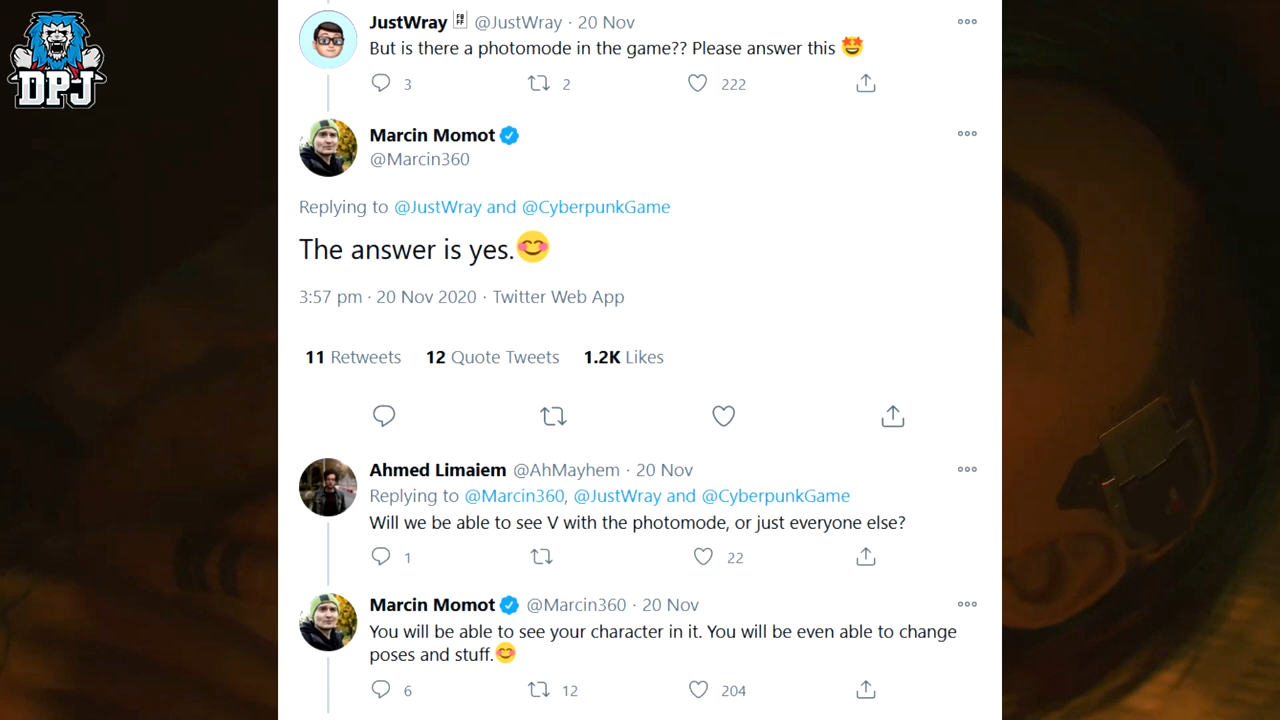 DPJ
JustWray @JustWray · 20 Nov
But is there a photomode in the game?? Please answer this 🤩
3 2 222
Marcin Momot
@Marcin360
Replying to @JustWray and @CyberpunkGame
The answer is yes.😊
3:57 pm · 20 Nov 2020 · Twitter Web App
11 Retweets 12 Quote Tweets 1.2K Likes
Ahmed Limaiem @AhMayhem · 20 Nov
Replying to @Marcin360, @JustWray and @CyberpunkGame
Will we be able to see V with the photomode, or just everyone else?
1 22
Marcin Momot @Marcin360 · 20 Nov
You will be able to see your character in it. You will be even able to change
poses and stuff.😊
6 12 204